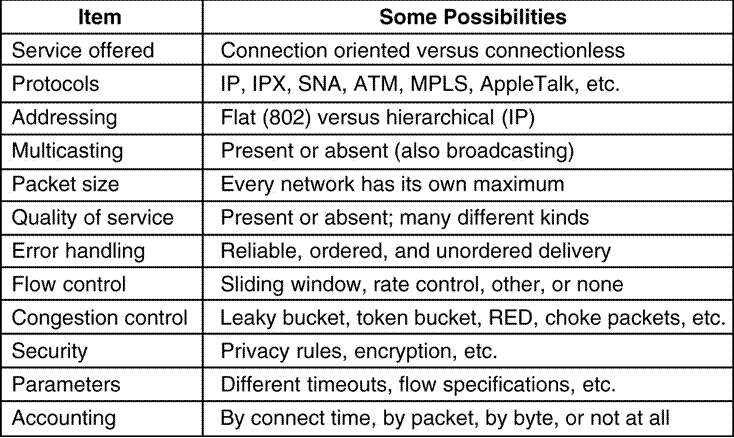 Item Some Possibilities
Service offered Connection oriented versus connectionless
Protocols IP, IPX, SNA, ATM, MPLS, AppleTalk, etc.
Addressing Flat (802) versus hierarchical (IP)
Multicasting Present or absent (also broadcasting)
Packet size Every network has its own maximum
Quality of service Present or absent; many different kinds
Error handling Reliable, ordered, and unordered delivery
Flow control Sliding window, rate control, other, or none
Congestion control Leaky bucket, token bucket, RED, choke packets, etc.
Security Privacy rules, encryption, etc.
Parameters Different timeouts, flow specifications, etc.
Accounting By connect time, by packet, by byte, or not at all